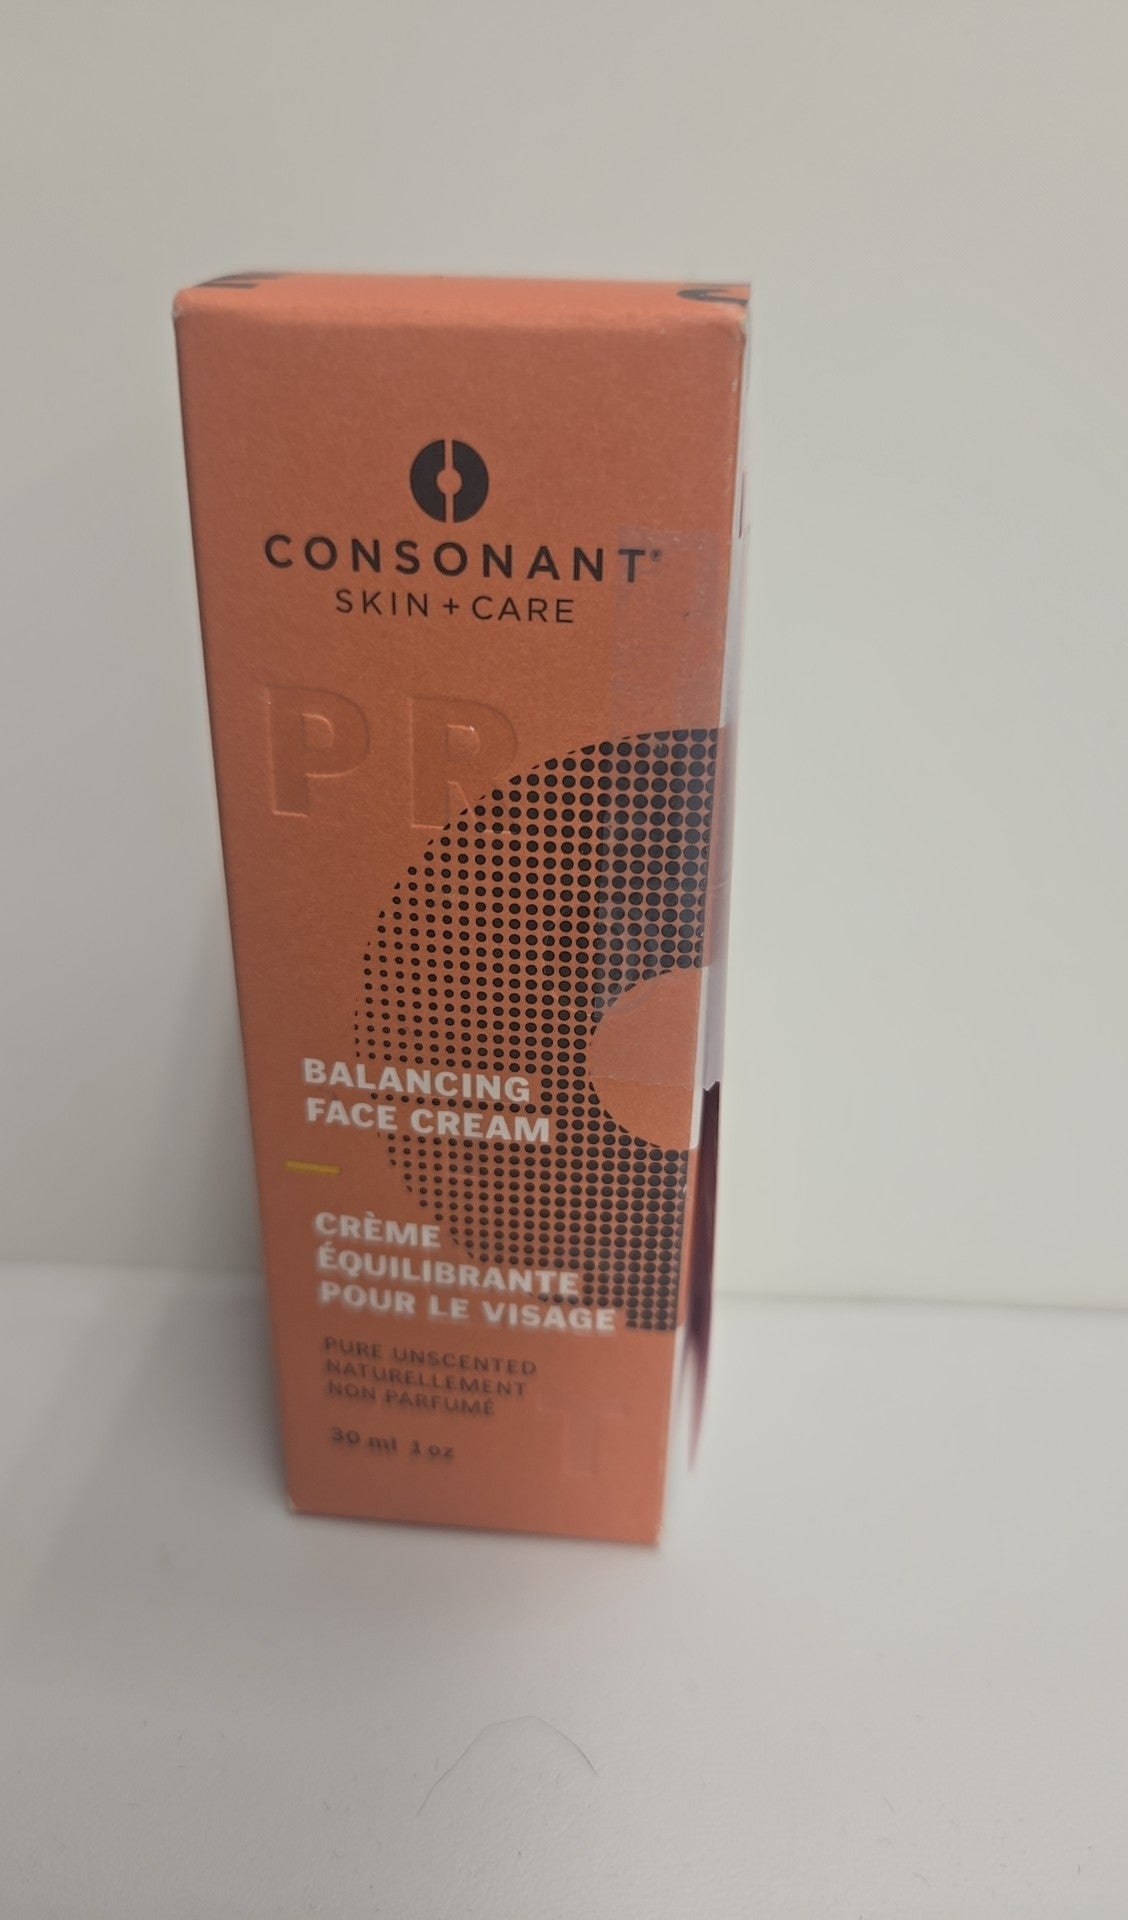 CONSONANT®
SKIN + CARE
P R
BALANCING
FACE CREAM
CRÈME
ÉQUILIBRANTE
POUR LE VISAGE
PURE UNSCENTED
NATURELLEMENT
NON PARFUMÉ
T
30 ml 1 oz